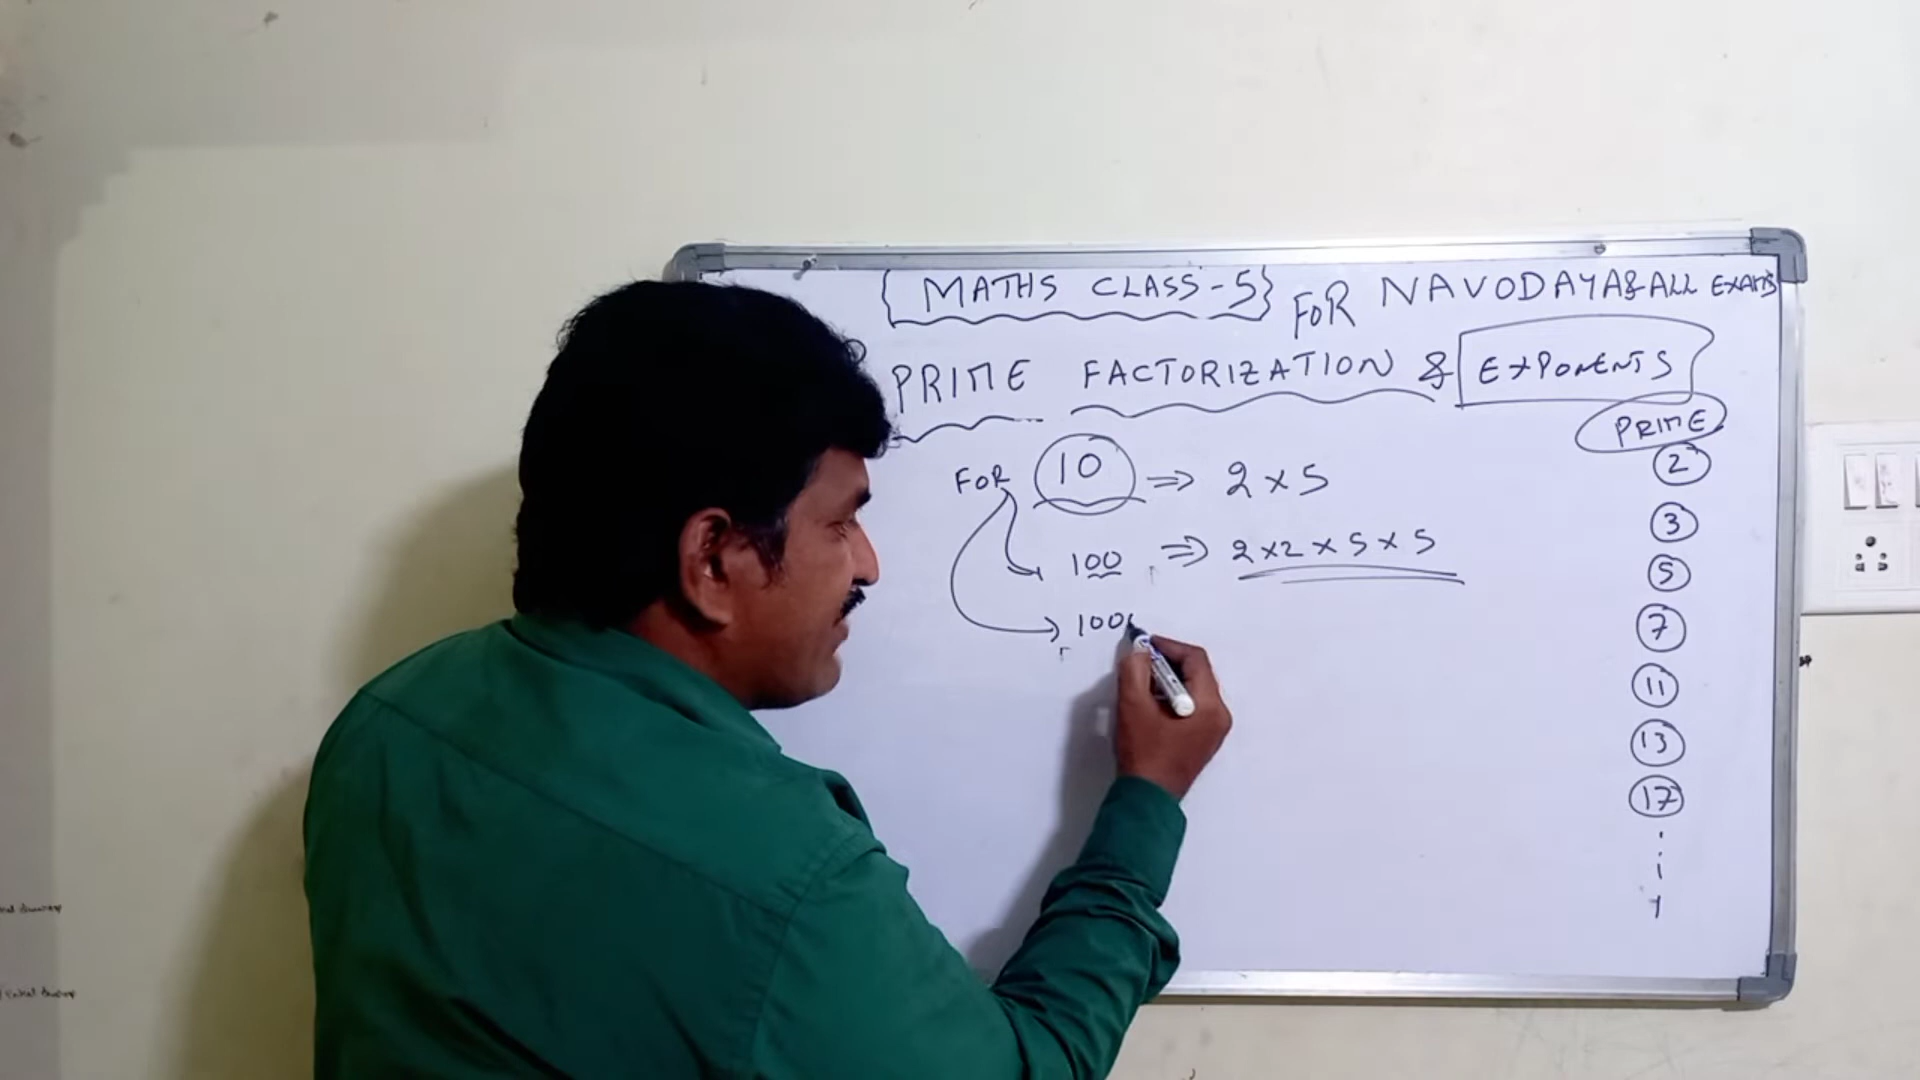 { MATHS CLASS-5 } FOR NAVODAYA & ALL EXAMS
PRIME FACTORIZATION & EXPONENTS
PRIME
FOR 10 ⇒ 2 × 5
100 ⇒ 2 × 2 × 5 × 5
1000
2
3
5
7
11
13
17